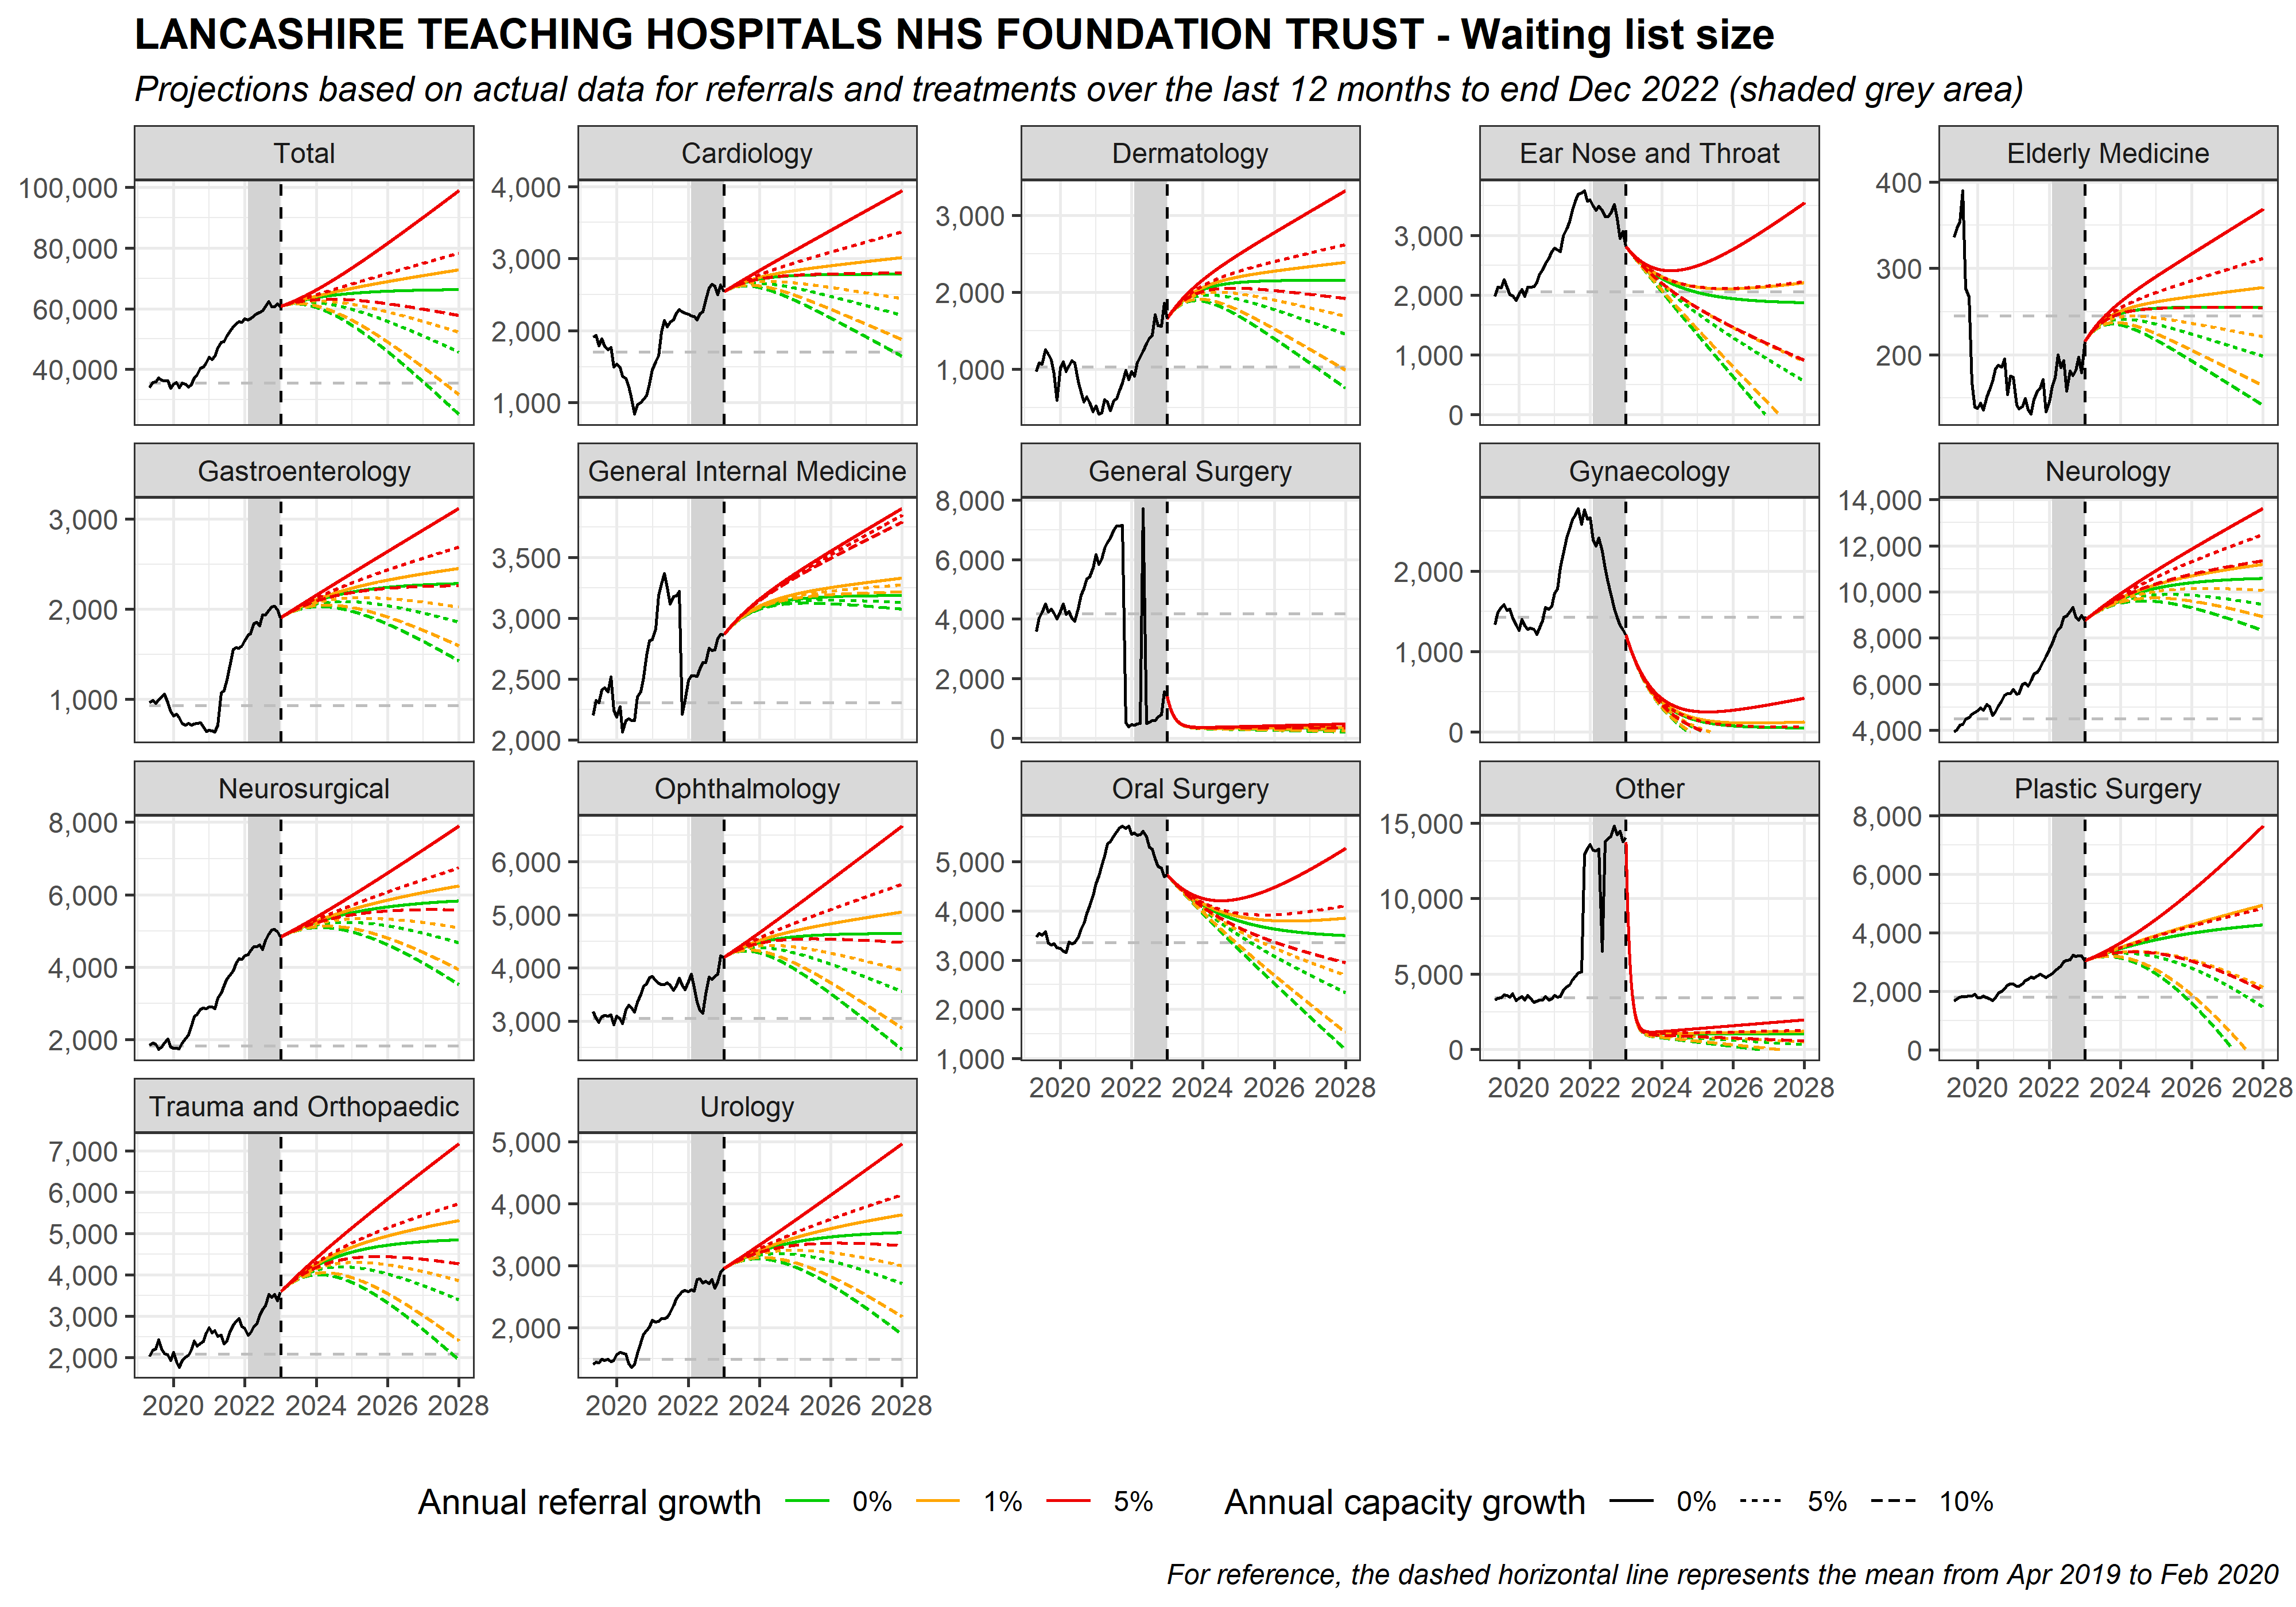 LANCASHIRE TEACHING HOSPITALS NHS FOUNDATION TRUST - Waiting list size
Projections based on actual data for referrals and treatments over the last 12 months to end Dec 2022 (shaded grey area)
Total
100,000
80,000
60,000
40,000
Cardiology
4,000
3,000
2,000
1,000
Dermatology
3,000
2,000
1,000
Ear Nose and Throat
3,000
2,000
1,000
0
Elderly Medicine
400
300
200
Gastroenterology
3,000
2,000
1,000
General Internal Medicine
3,500
3,000
2,500
2,000
General Surgery
8,000
6,000
4,000
2,000
0
Gynaecology
2,000
1,000
0
Neurology
14,000
12,000
10,000
8,000
6,000
4,000
Neurosurgical
8,000
6,000
4,000
2,000
Ophthalmology
6,000
5,000
4,000
3,000
Oral Surgery
5,000
4,000
3,000
2,000
1,000
2020 2022 2024 2026 2028
Other
15,000
10,000
5,000
0
2020 2022 2024 2026 2028
Plastic Surgery
8,000
6,000
4,000
2,000
0
2020 2022 2024 2026 2028
Trauma and Orthopaedic
7,000
6,000
5,000
4,000
3,000
2,000
2020 2022 2024 2026 2028
Urology
5,000
4,000
3,000
2,000
2020 2022 2024 2026 2028
Annual referral growth 0% 1% 5% Annual capacity growth 0% 5% 10%
For reference, the dashed horizontal line represents the mean from Apr 2019 to Feb 2020